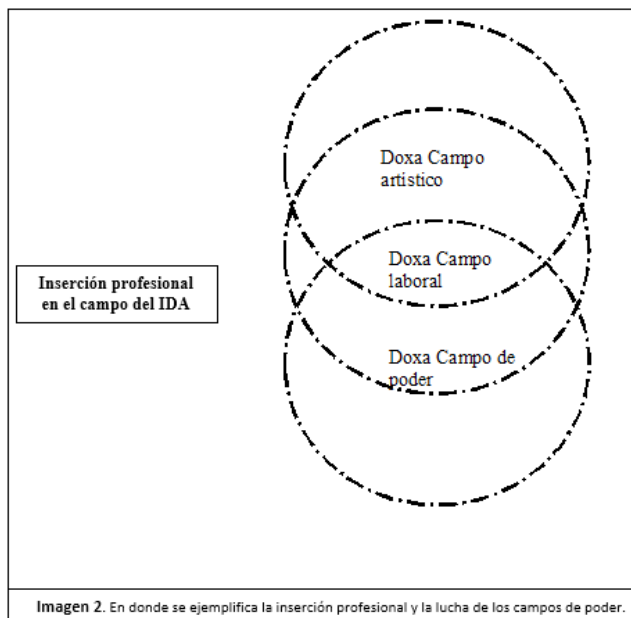 Doxa Campo
artistico
Doxa Campo
laboral
Inserción profesional
en el campo del IDA
Doxa Campo de
poder
Imagen 2. En donde se ejemplifica la inserción profesional y la lucha de los campos de poder.